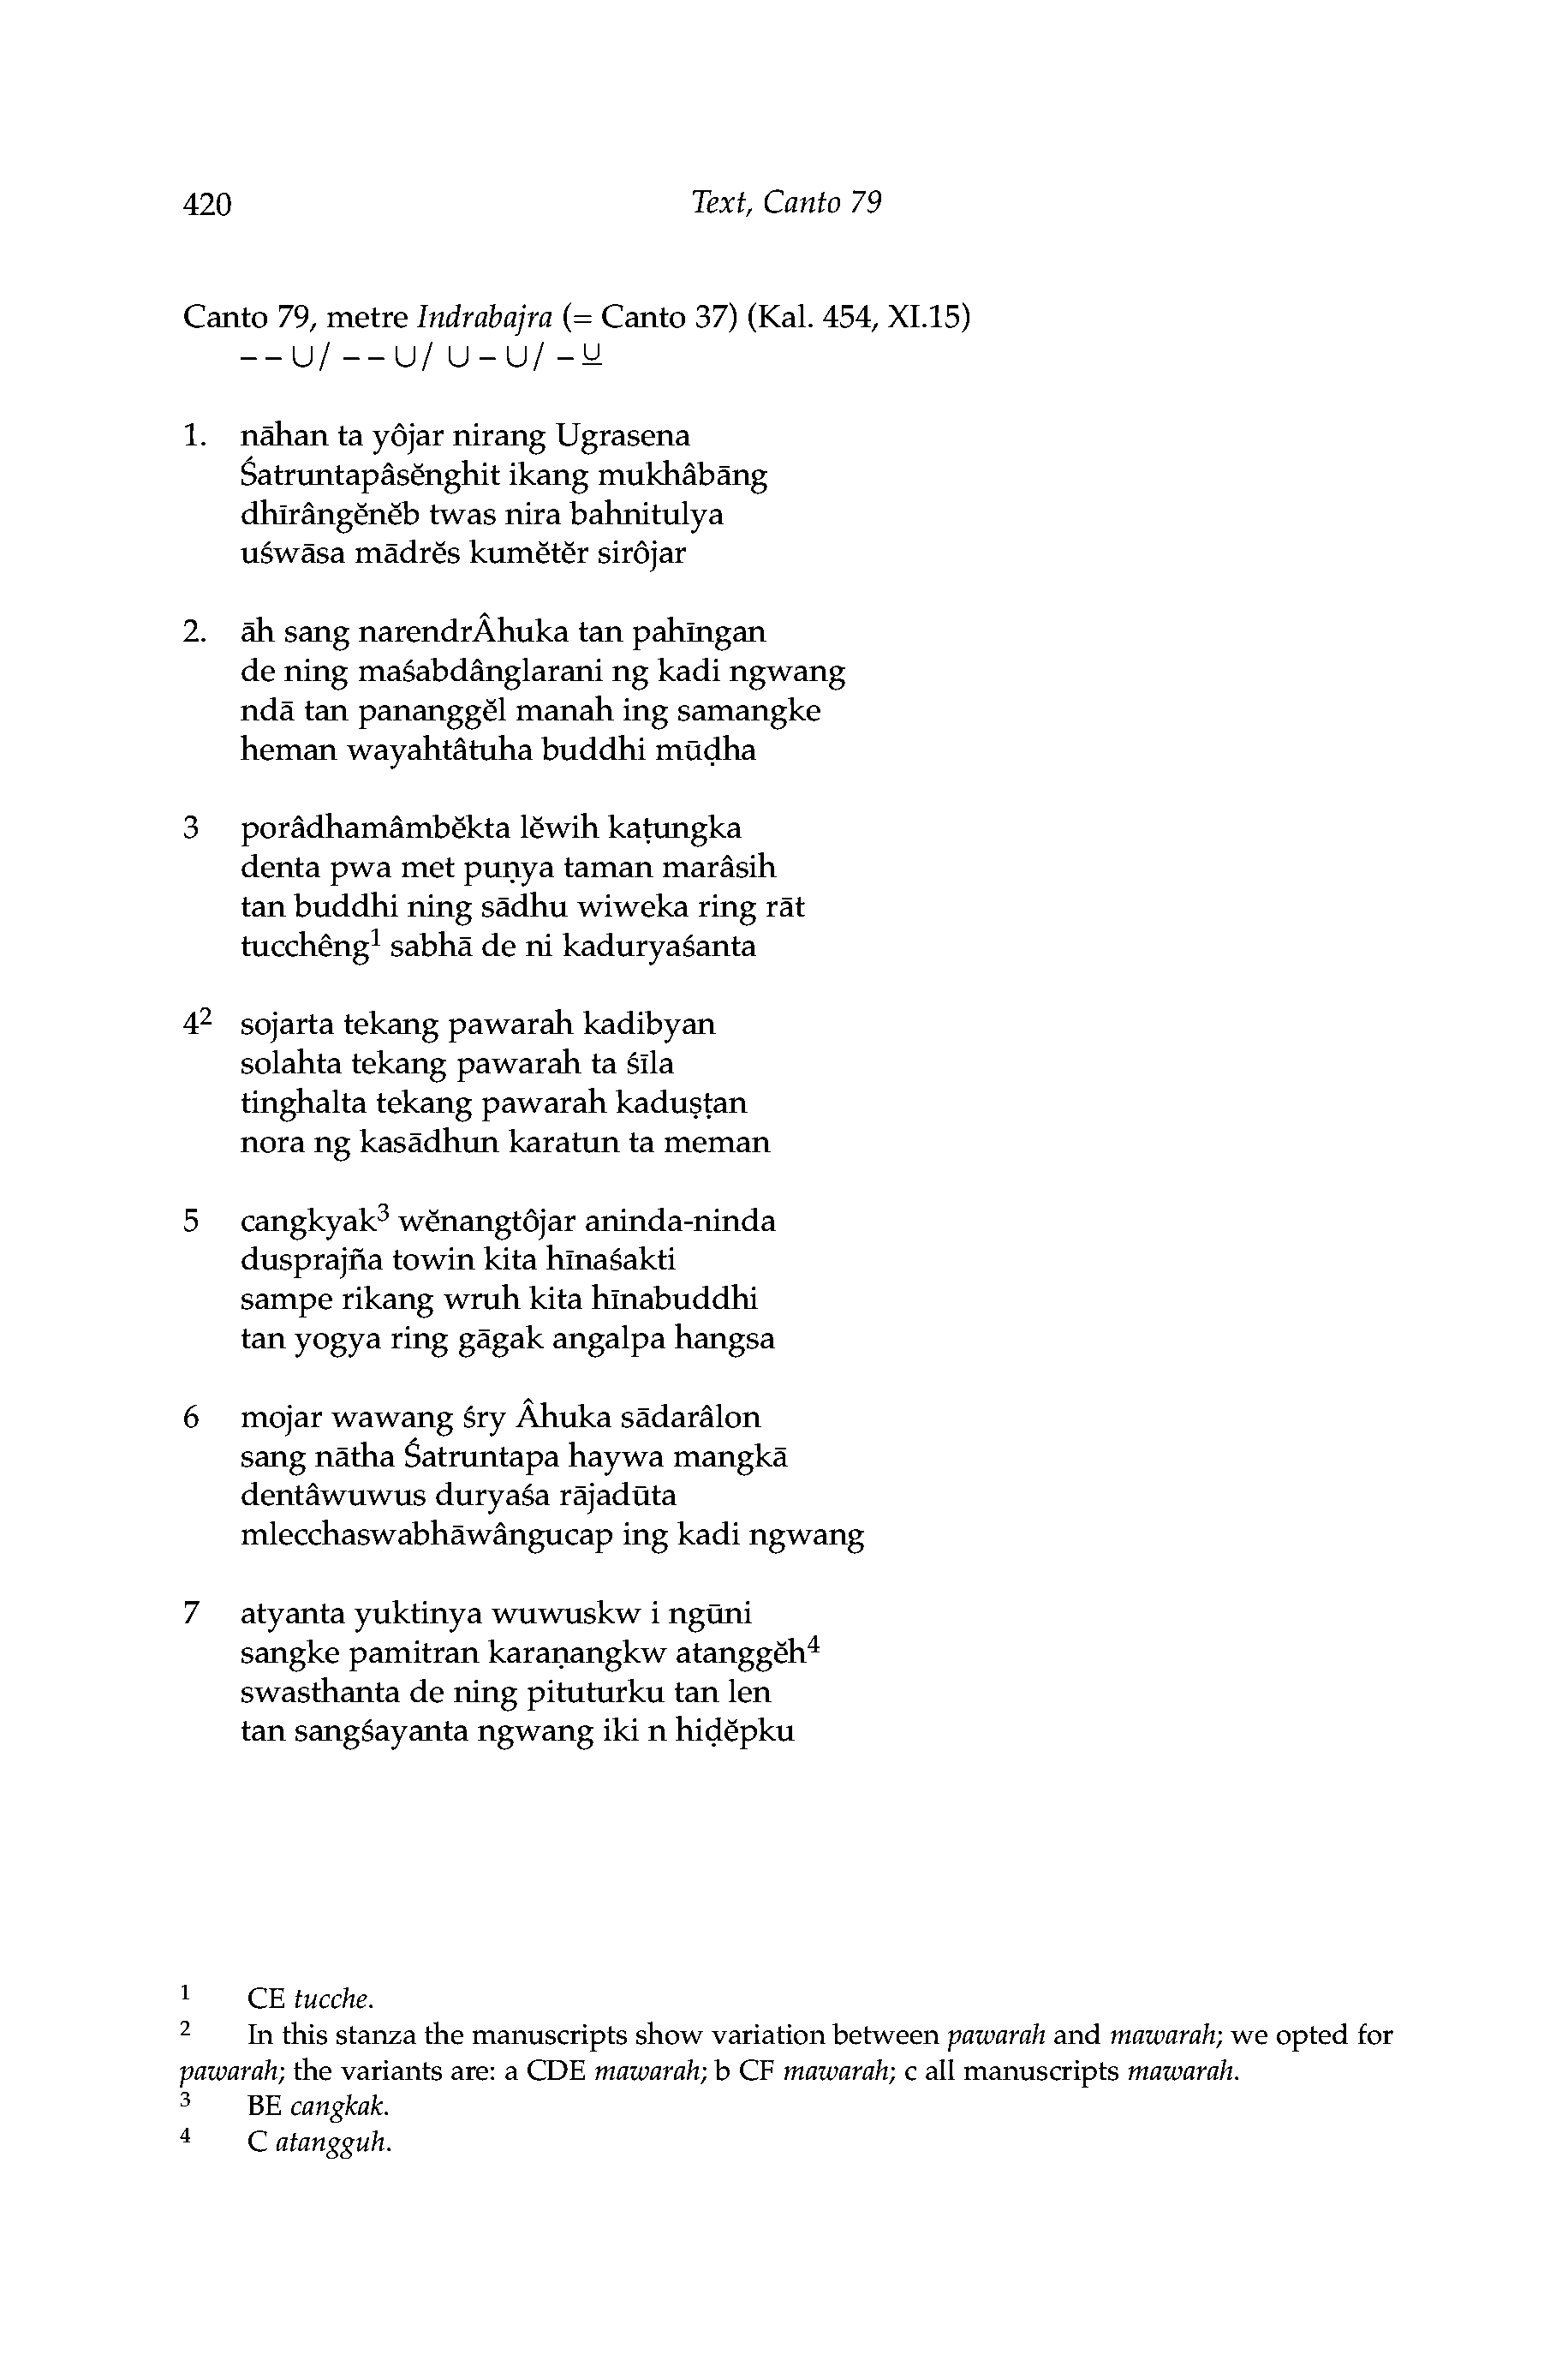 420 Text, Canto 79
Canto 79, metre Indrabajra (= Canto 37) (Kal. 454, XI.15)
– – ∪/ – – ∪/ ∪ – ∪/ – ⊻
1. nāhan ta yôjar nirang Ugrasena
Śatruntapâsĕnghit ikang mukhâbāng
dhīrângĕnĕb twas nira bahnitulya
uśwāsa mādrĕs kumĕtĕr sirôjar
2. āh sang narendrÂhuka tan pahīngan
de ning maśabdânglarani ng kadi ngwang
ndā tan pananggĕl manah ing samangke
heman wayahtâtuha buddhi mūḍha
3 porâdhamâmbĕkta lĕwih kaṭungka
denta pwa met puṇya taman marâsih
tan buddhi ning sādhu wiweka ring rāt
tucchêng¹ sabhā de ni kaduryaśanta
4² sojarta tekang pawarah kadibyan
solahta tekang pawarah ta śīla
tinghalta tekang pawarah kaduṣṭan
nora ng kasādhun karatun ta meman
5 cangkyak³ wĕnangtôjar aninda-ninda
dusprajña towin kita hīnaśakti
sampe rikang wruh kita hīnabuddhi
tan yogya ring gāgak angalpa hangsa
6 mojar wawang śry Âhuka sādarâlon
sang nātha Śatruntapa haywa mangkā
dentâwuwus duryaśa rājadūta
mlecchaswabhāwângucap ing kadi ngwang
7 atyanta yuktinya wuwuskw i ngūni
sangke pamitran karaṇangkw atanggĕh⁴
swasthanta de ning pituturku tan len
tan sangśayanta ngwang iki n hiḍĕpku
1 CE tucche.
2 In this stanza the manuscripts show variation between pawarah and mawarah; we opted for
pawarah; the variants are: a CDE mawarah; b CF mawarah; c all manuscripts mawarah.
3 BE cangkak.
4 C atangguh.